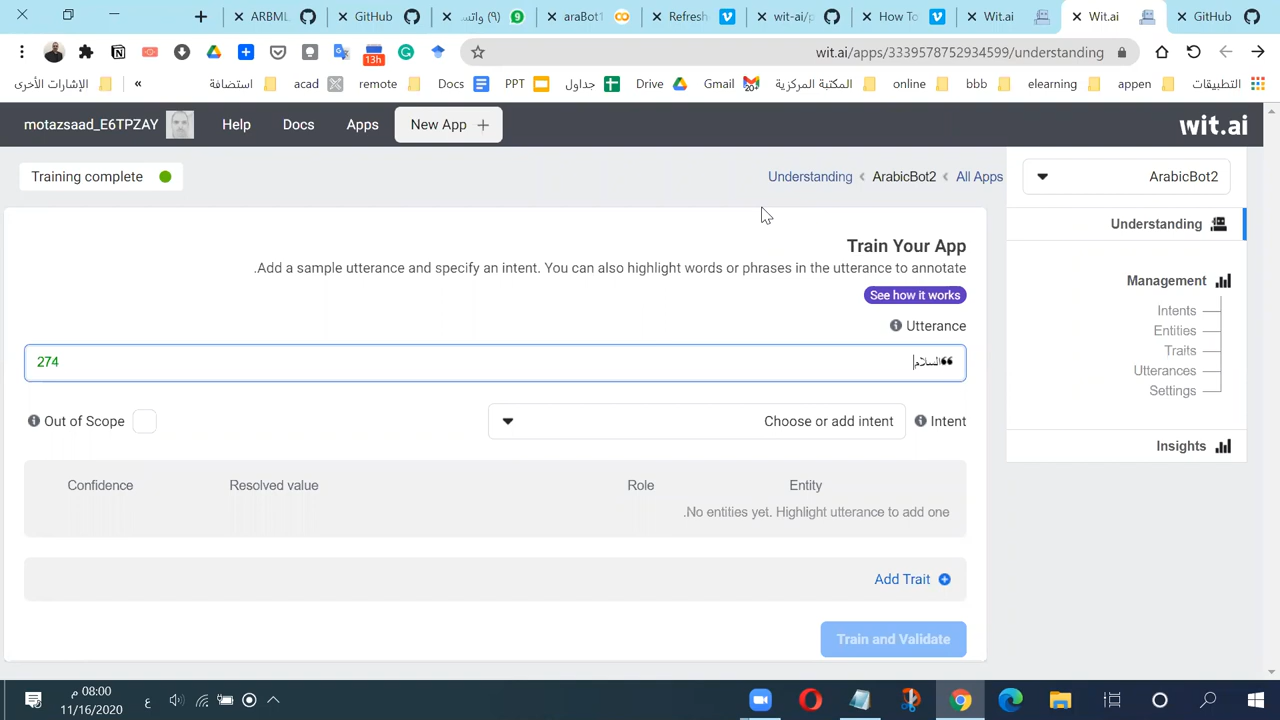 ARBML
GitHub
(٩) واتس
araBot1
Refresh
wit-ai/p
How To
Wit.ai
Wit.ai
GitHub
13h
wit.ai/apps/3339578752934599/understanding
التطبيقات
appen
elearning
bbb
online
المكتبة المركزية
Gmail
Drive
جداول
PPT
Docs
remote
acad
استضافة
«
الإشارات الأخرى
motazsaad_E6TPZAY
Help
Docs
Apps
New App +
wit.ai
Training complete
Understanding < ArabicBot2 < All Apps
ArabicBot2
Understanding
Management
Intents
Entities
Traits
Utterances
Settings
Insights
Train Your App
.Add a sample utterance and specify an intent. You can also highlight words or phrases in the utterance to annotate
See how it works
Utterance
❝السلام
274
Out of Scope
Choose or add intent
Intent
Confidence
Resolved value
Role
Entity
.No entities yet. Highlight utterance to add one
Add Trait
Train and Validate
08:00 م
11/16/2020
ع